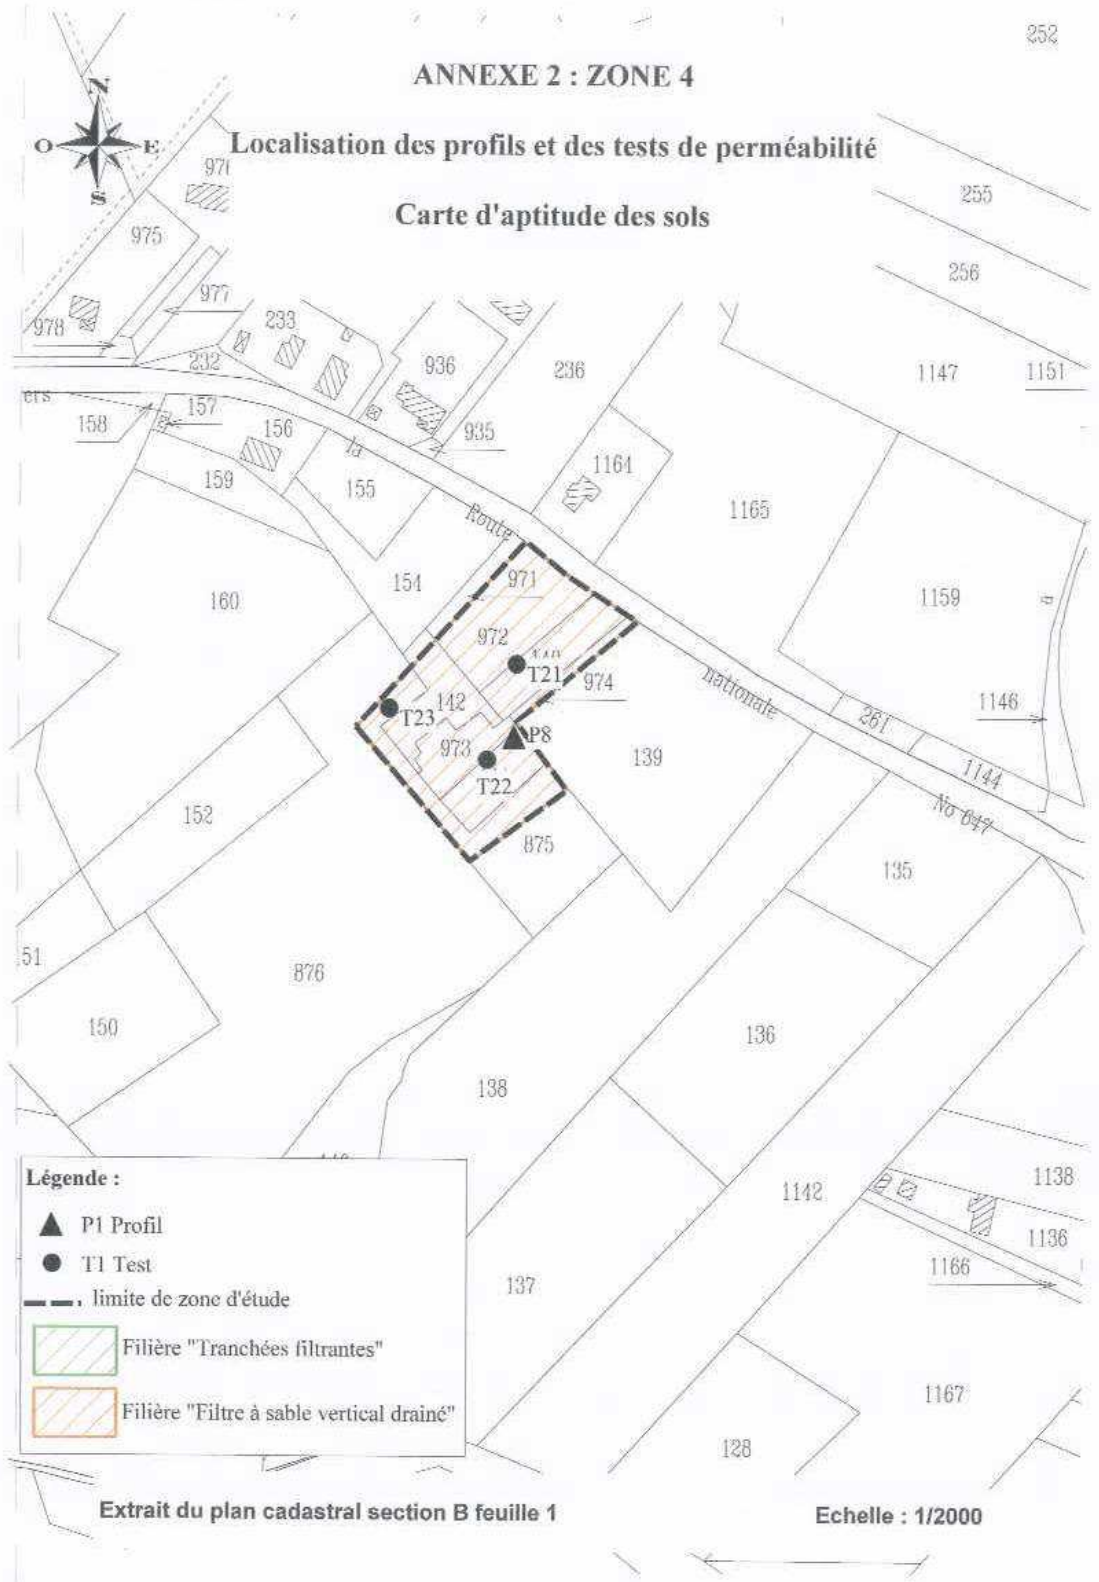 252
ANNEXE 2 : ZONE 4
N
O E
S
Localisation des profils et des tests de perméabilité
Carte d'aptitude des sols
255
975
256
977
978
233
232
936
236
1147
1151
ers
157
158
156
935
la
159
155
1164
Route
1165
154
971
160
1159
a
972
T21
974
nationale
142
T23
1146
261
973
P8
139
T22
1144
152
No 647
875
135
51
876
150
136
138
Légende :
1138
P1 Profil
1142
T1 Test
1136
1166
limite de zone d'étude
137
Filière "Tranchées filtrantes"
Filière "Filtre à sable vertical drainé"
1167
128
Extrait du plan cadastral section B feuille 1
Echelle : 1/2000